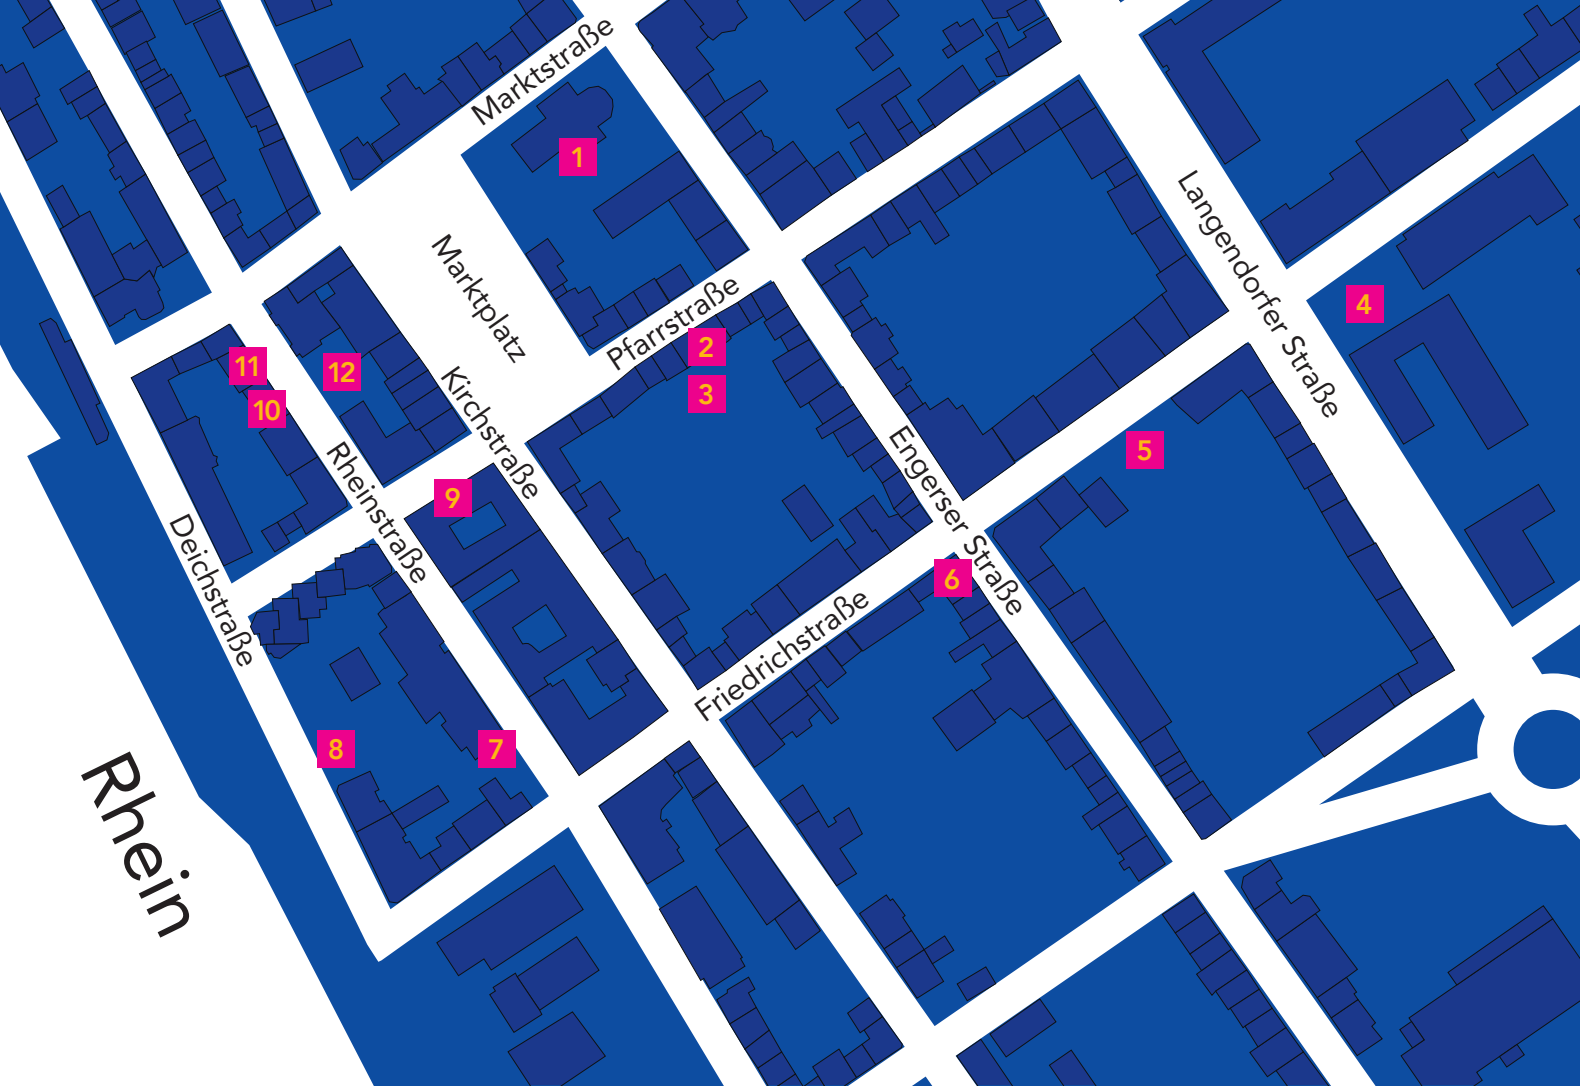 Marktstraße
1
Marktplatz
Langendorfer Straße
Pfarrstraße
4
2
3
11
12
10
Kirchstraße
Engerser Straße
5
Rheinstraße
9
Deichstraße
6
Friedrichstraße
8
7
Rhein